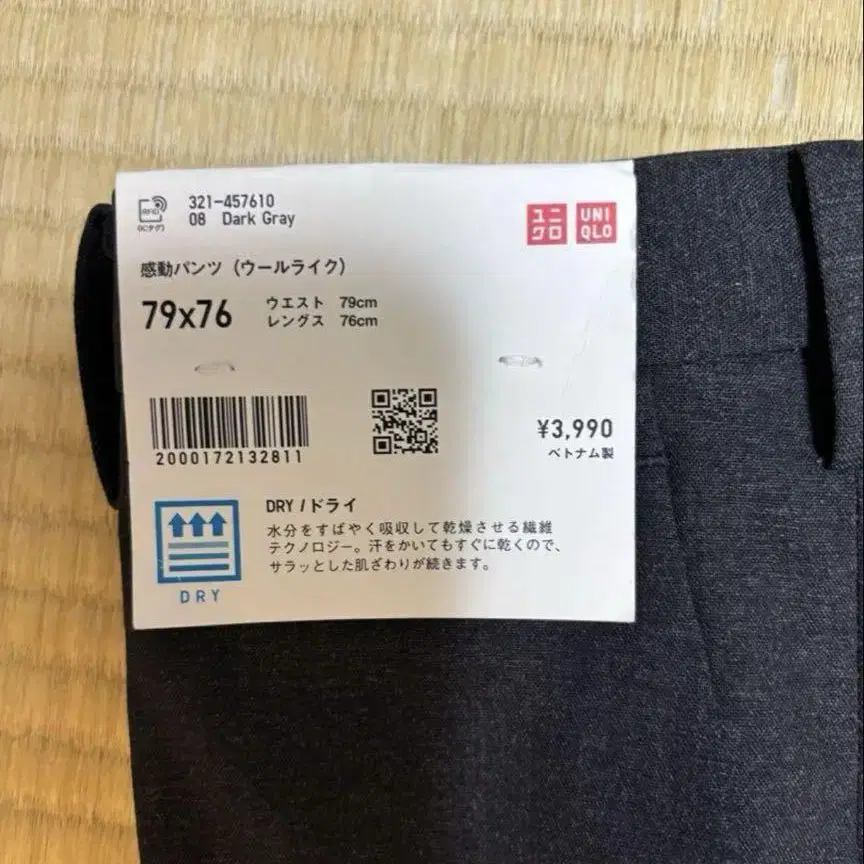 321-457610
08 Dark Gray
RFID
(ICタグ)
ユニ
クロ
UNI
QLO
感動パンツ（ウールライク）
79x76
ウエスト 79cm
レングス 76cm
2000172132811
¥3,990
ベトナム製
DRY
DRY / ドライ
水分をすばやく吸収して乾燥させる繊維
テクノロジー。汗をかいてもすぐに乾くので、
サラッとした肌ざわりが続きます。